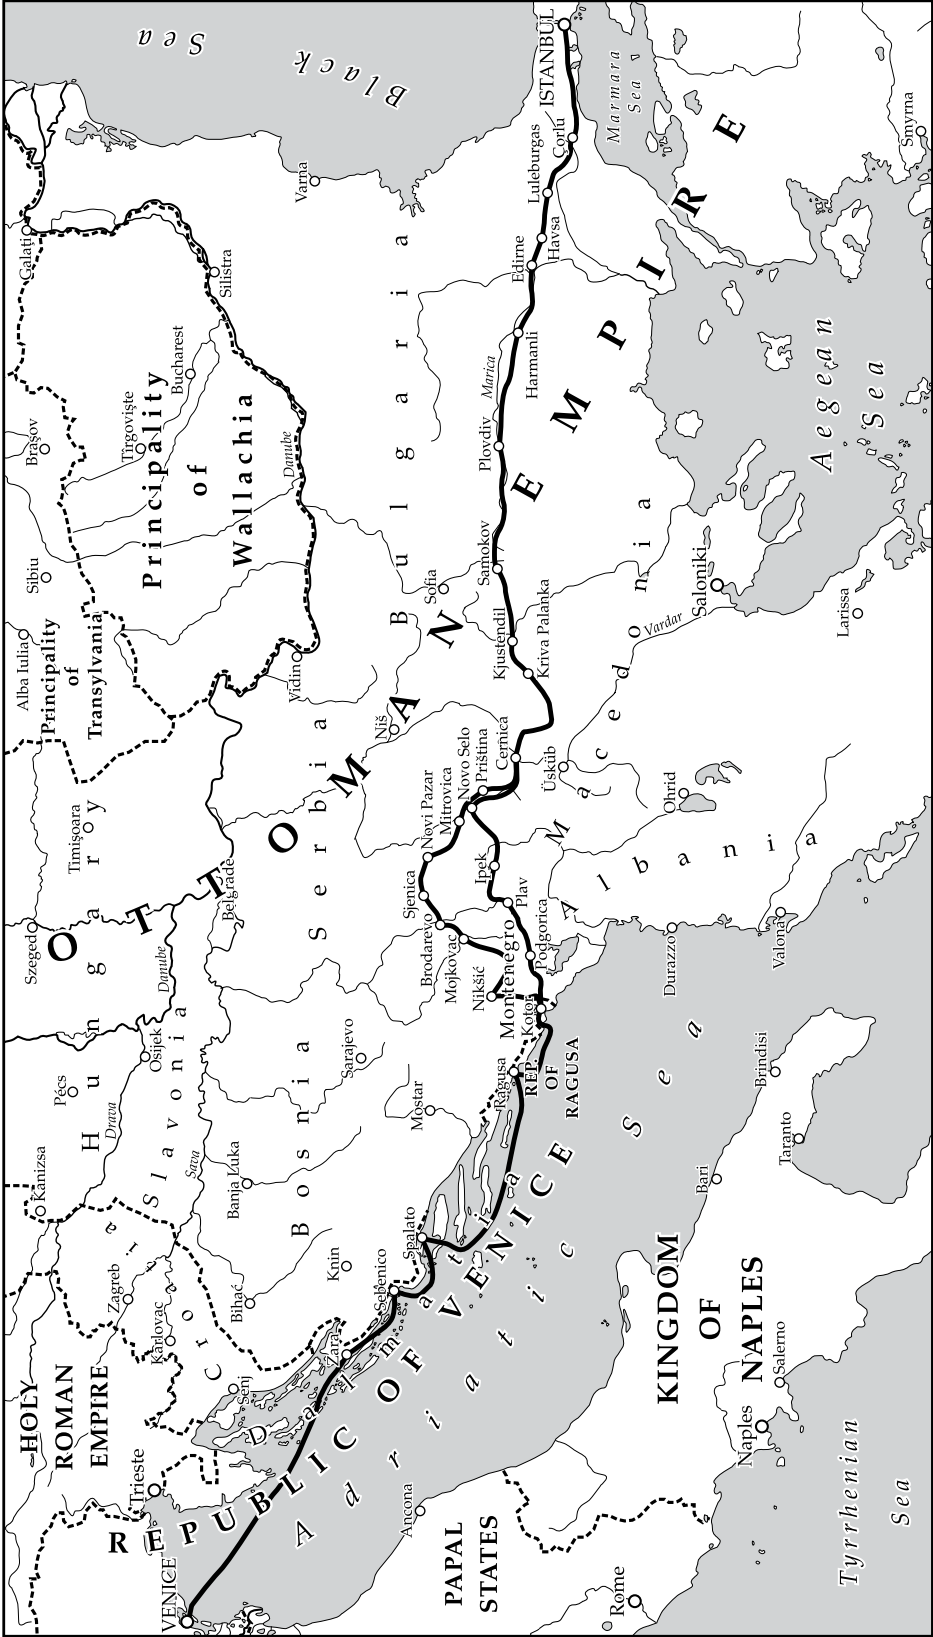 HOLY
ROMAN
EMPIRE
Kanizsa
Pécs
Szeged
Timișoara
Alba Iulia
Principality
of
Transylvania
Sibiu
Brașov
Galați
Black
Sea
Trieste
Karlovac
Zagreb
Croatia
Slavonia
Hungary
Drava
Osijek
Danube
Sava
Belgrade
Tîrgoviște
Bucharest
Principality
of
Wallachia
Danube
Silistra
Varna
VENICE
Senj
Bihać
Banja Luka
Bosnia
Serbia
Vidin
Zara
Knin
Sebenico
Spalato
Mostar
Sarajevo
Niš
Sofia
Bulgaria
REPUBLIC OF VENICE
Dalmatia
Adriatic Sea
Ragusa
REP.
OF
RAGUSA
Kotor
Montenegro
Nikšić
Podgorica
Mojkovac
Brodarevo
Sjenica
Plav
Ipek
Novi Pazar
Mitrovica
Novo Selo
Priština
Cernica
Üsküb
Kriva Palanka
Kjustendil
Samokov
Plovdiv
Marica
Harmanli
Edirne
Havsa
Luleburgas
Çorlu
ISTANBUL
Marmara
Sea
OTTOMAN EMPIRE
Ancona
PAPAL
STATES
Rome
KINGDOM
OF
NAPLES
Naples
Salerno
Bari
Taranto
Brindisi
Durazzo
Valona
Albania
Ohrid
Macedonia
Vardar
Saloniki
Larissa
Aegean
Sea
Smyrna
Tyrrhenian
Sea